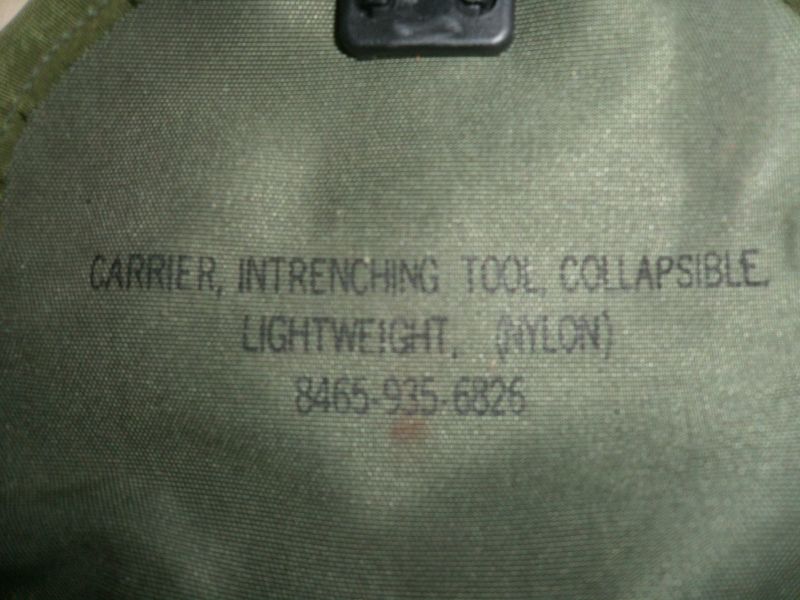 CARRIER, INTRENCHING TOOL, COLLAPSIBLE,
LIGHTWEIGHT, (NYLON)
8465-935-6826